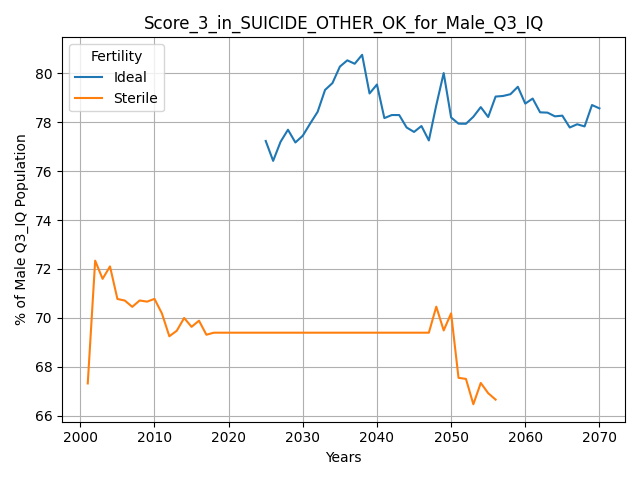 Score_3_in_SUICIDE_OTHER_OK_for_Male_Q3_IQ
Fertility
Ideal
Sterile
% of Male Q3_IQ Population
80
78
76
74
72
70
68
66
2000 2010 2020 2030 2040 2050 2060 2070
Years